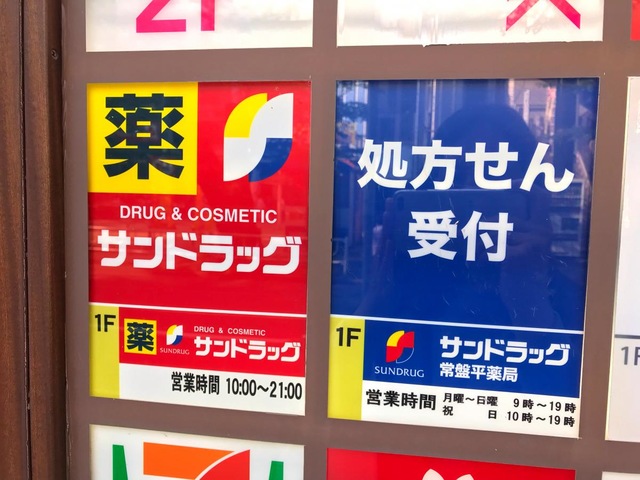 2F
薬
DRUG & COSMETIC
サンドラッグ
1F
薬
SUNDRUG
DRUG & COSMETIC
サンドラッグ
営業時間 10:00～21:00
処方せん
受付
1F
SUNDRUG
サンドラッグ
常盤平薬局
営業時間
月曜～日曜 9時～19時
祝 日 10時～19時